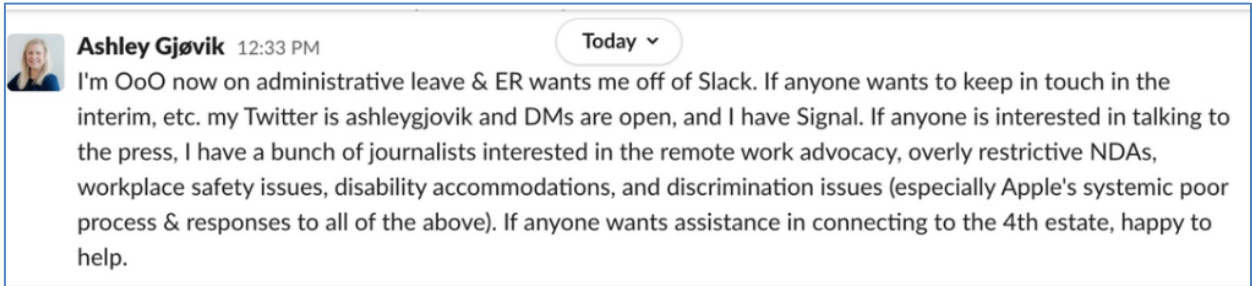 Today
Ashley Gjøvik 12:33 PM
I'm OoO now on administrative leave & ER wants me off of Slack. If anyone wants to keep in touch in the
interim, etc. my Twitter is ashleygjovik and DMs are open, and I have Signal. If anyone is interested in talking to
the press, I have a bunch of journalists interested in the remote work advocacy, overly restrictive NDAs,
workplace safety issues, disability accommodations, and discrimination issues (especially Apple's systemic poor
process & responses to all of the above). If anyone wants assistance in connecting to the 4th estate, happy to
help.